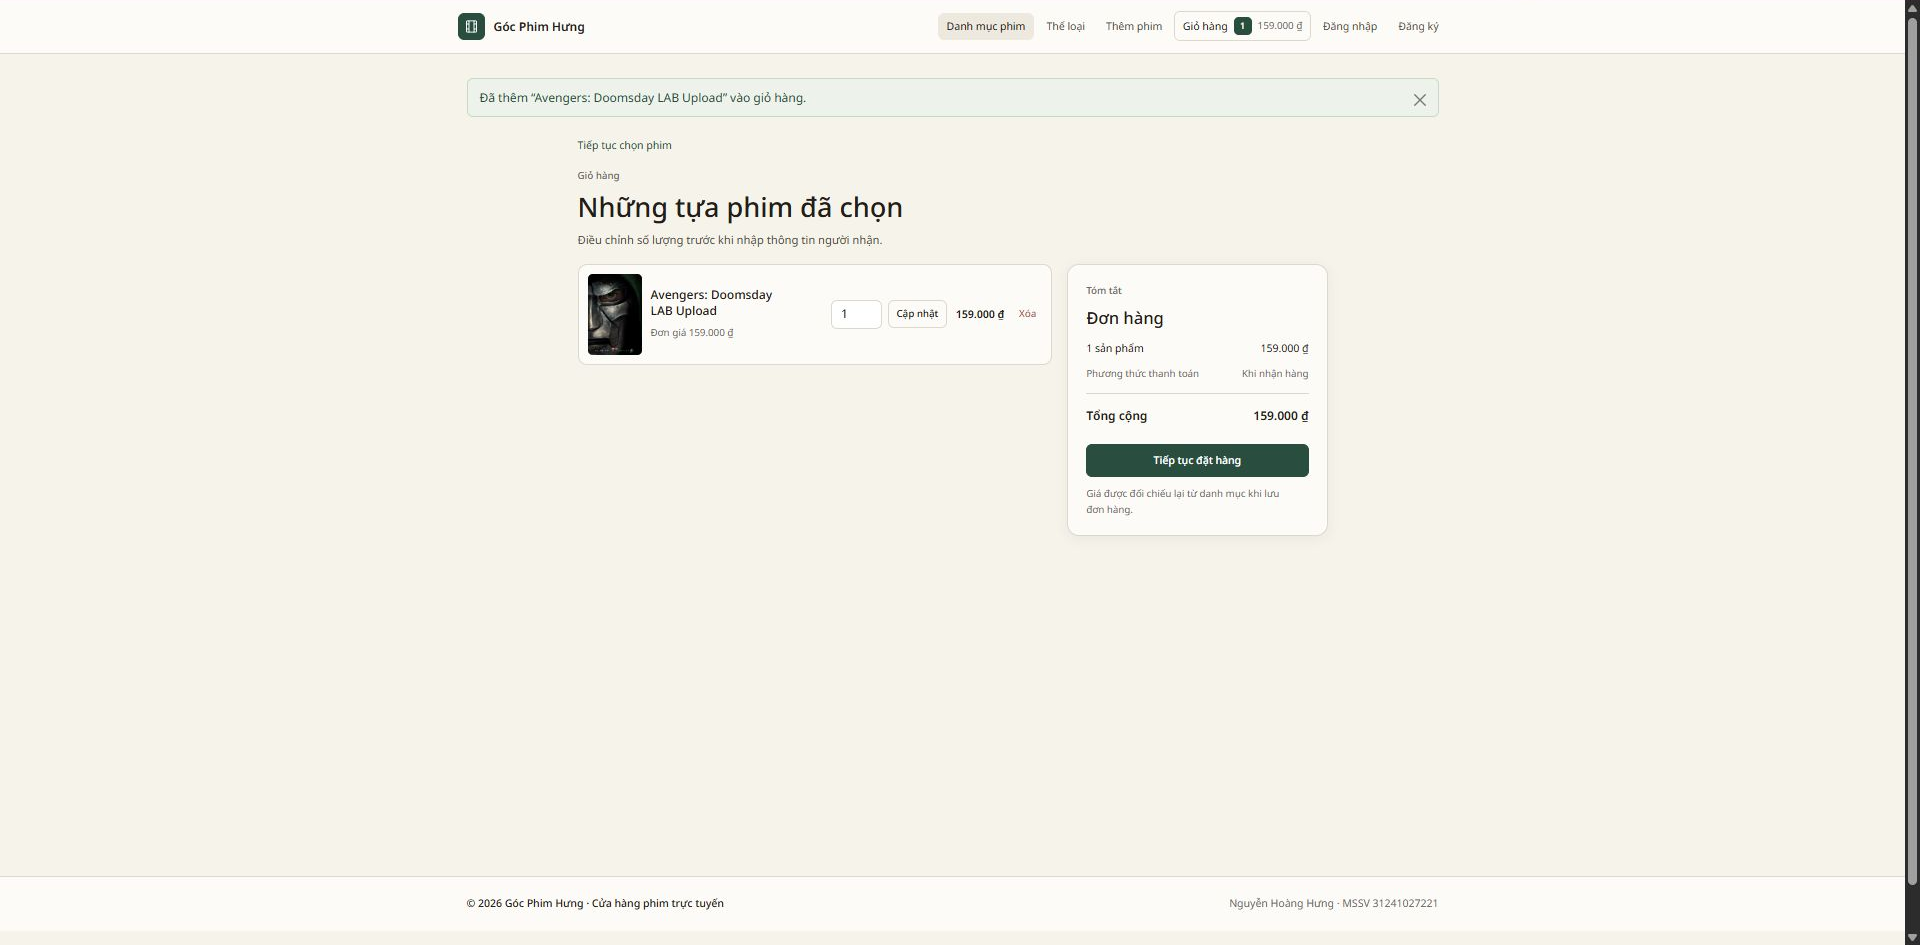 Góc Phim Hưng
Danh mục phim
Thể loại
Thêm phim
Giỏ hàng 1 159.000 ₫
Đăng nhập
Đăng ký
Đã thêm “Avengers: Doomsday LAB Upload” vào giỏ hàng.
Tiếp tục chọn phim
Giỏ hàng
Những tựa phim đã chọn
Điều chỉnh số lượng trước khi nhập thông tin người nhận.
Avengers: Doomsday
LAB Upload
Đơn giá 159.000 ₫
1
Cập nhật
159.000 ₫
Xóa
Tóm tắt
Đơn hàng
1 sản phẩm 159.000 ₫
Phương thức thanh toán Khi nhận hàng
Tổng cộng 159.000 ₫
Tiếp tục đặt hàng
Giá được đối chiếu lại từ danh mục khi lưu
đơn hàng.
© 2026 Góc Phim Hưng · Cửa hàng phim trực tuyến
Nguyễn Hoàng Hưng · MSSV 31241027221